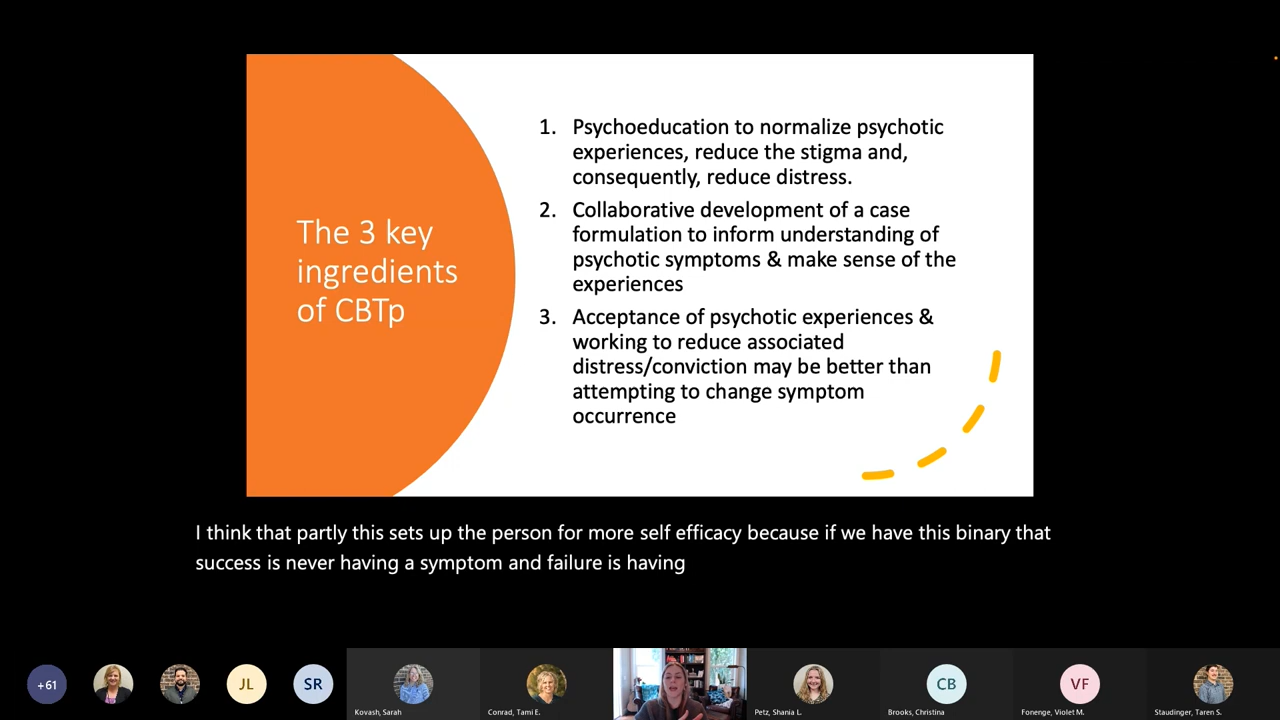 The 3 key
ingredients
of CBTp
1. Psychoeducation to normalize psychotic
experiences, reduce the stigma and,
consequently, reduce distress.
2. Collaborative development of a case
formulation to inform understanding of
psychotic symptoms & make sense of the
experiences
3. Acceptance of psychotic experiences &
working to reduce associated
distress/conviction may be better than
attempting to change symptom
occurrence
I think that partly this sets up the person for more self efficacy because if we have this binary that
success is never having a symptom and failure is having
+61
JL
SR
CB
VF
Kovash, Sarah
Conrad, Tami E.
Petz, Shania L.
Brooks, Christina
Fonenge, Violet M.
Staudinger, Taren S.